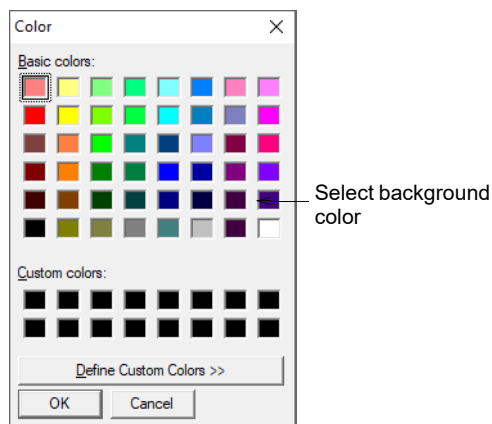 Color
Basic colors:
Select background
color
Custom colors:
Define Custom Colors >>
OK
Cancel